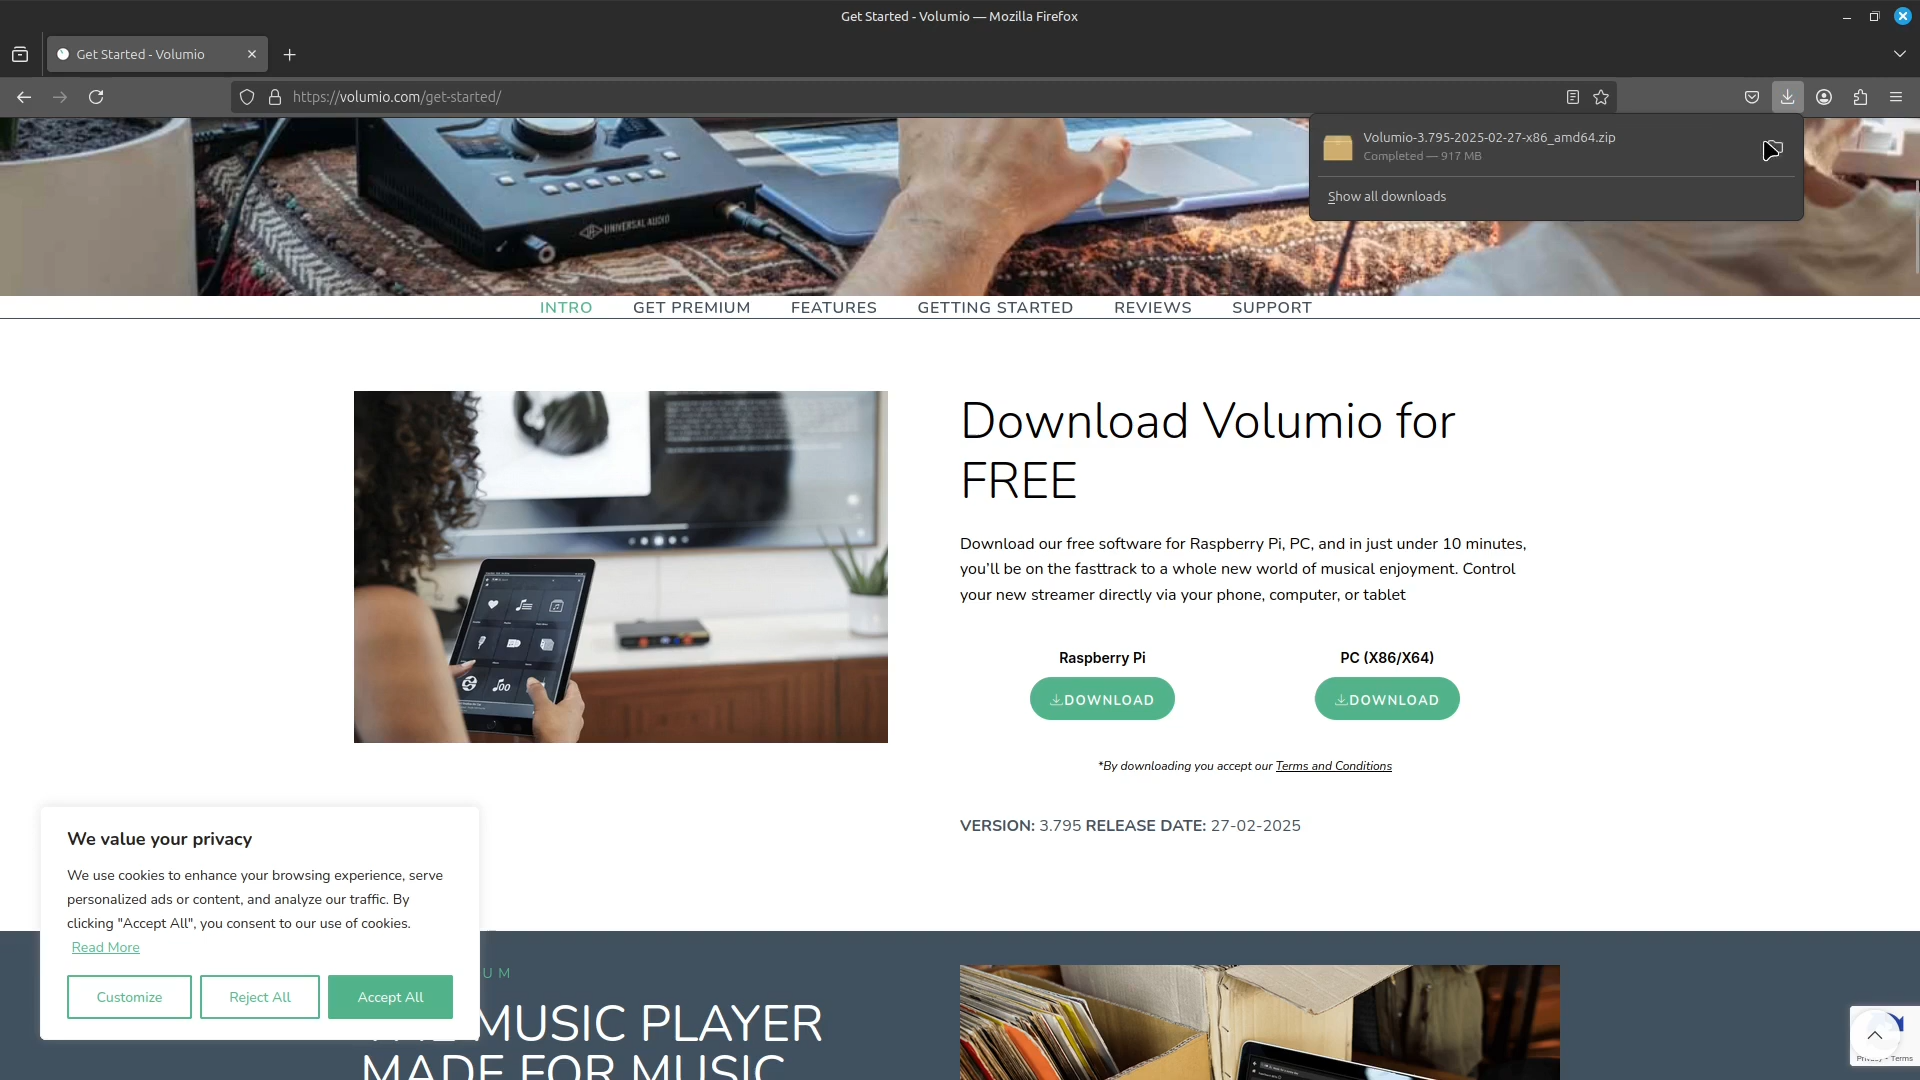 Get Started - Volumio — Mozilla Firefox
Get Started - Volumio
https://volumio.com/get-started/
Volumio-3.795-2025-02-27-x86_amd64.zip
Completed — 917 MB
Show all downloads
UNIVERSAL AUDIO
INTRO GET PREMIUM FEATURES GETTING STARTED REVIEWS SUPPORT
Download Volumio for
FREE
Download our free software for Raspberry Pi, PC, and in just under 10 minutes,
you’ll be on the fasttrack to a whole new world of musical enjoyment. Control
your new streamer directly via your phone, computer, or tablet
Raspberry Pi PC (X86/X64)
DOWNLOAD DOWNLOAD
*By downloading you accept our Terms and Conditions
VERSION: 3.795 RELEASE DATE: 27-02-2025
We value your privacy
We use cookies to enhance your browsing experience, serve
personalized ads or content, and analyze our traffic. By
clicking "Accept All", you consent to our use of cookies.
Read More
Customize Reject All Accept All
UM
MUSIC PLAYER
MADE FOR MUSIC
Terms